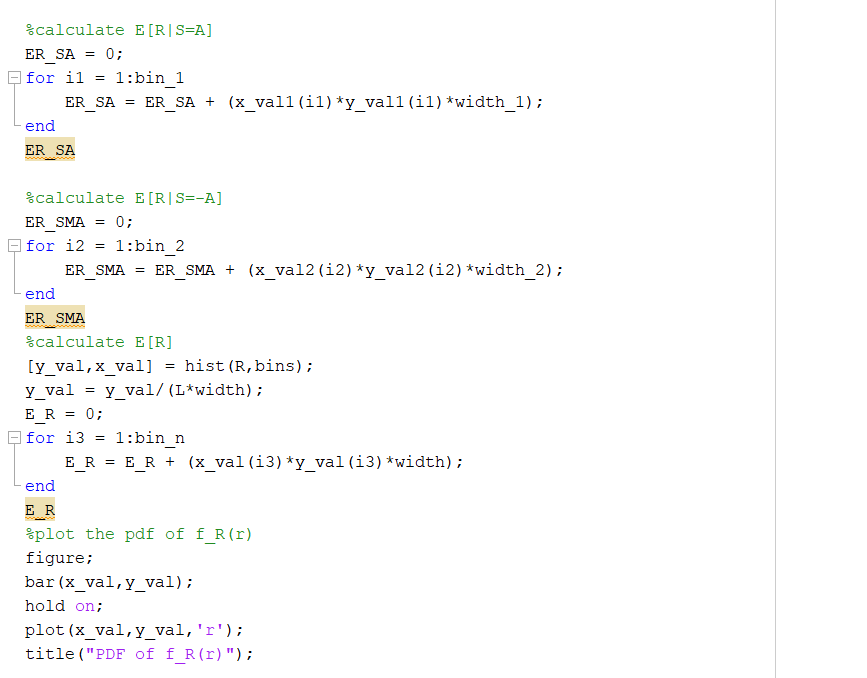 %calculate E[R|S=A]
ER_SA = 0;
for i1 = 1:bin_1
    ER_SA = ER_SA + (x_val1(i1)*y_val1(i1)*width_1);
end
ER_SA
%calculate E[R|S=-A]
ER_SMA = 0;
for i2 = 1:bin_2
    ER_SMA = ER_SMA + (x_val2(i2)*y_val2(i2)*width_2);
end
ER_SMA
%calculate E[R]
[y_val,x_val] = hist(R,bins);
y_val = y_val/(L*width);
E_R = 0;
for i3 = 1:bin_n
    E_R = E_R + (x_val(i3)*y_val(i3)*width);
end
E_R
%plot the pdf of f_R(r)
figure;
bar(x_val,y_val);
hold on;
plot(x_val,y_val,'r');
title("PDF of f_R(r)");